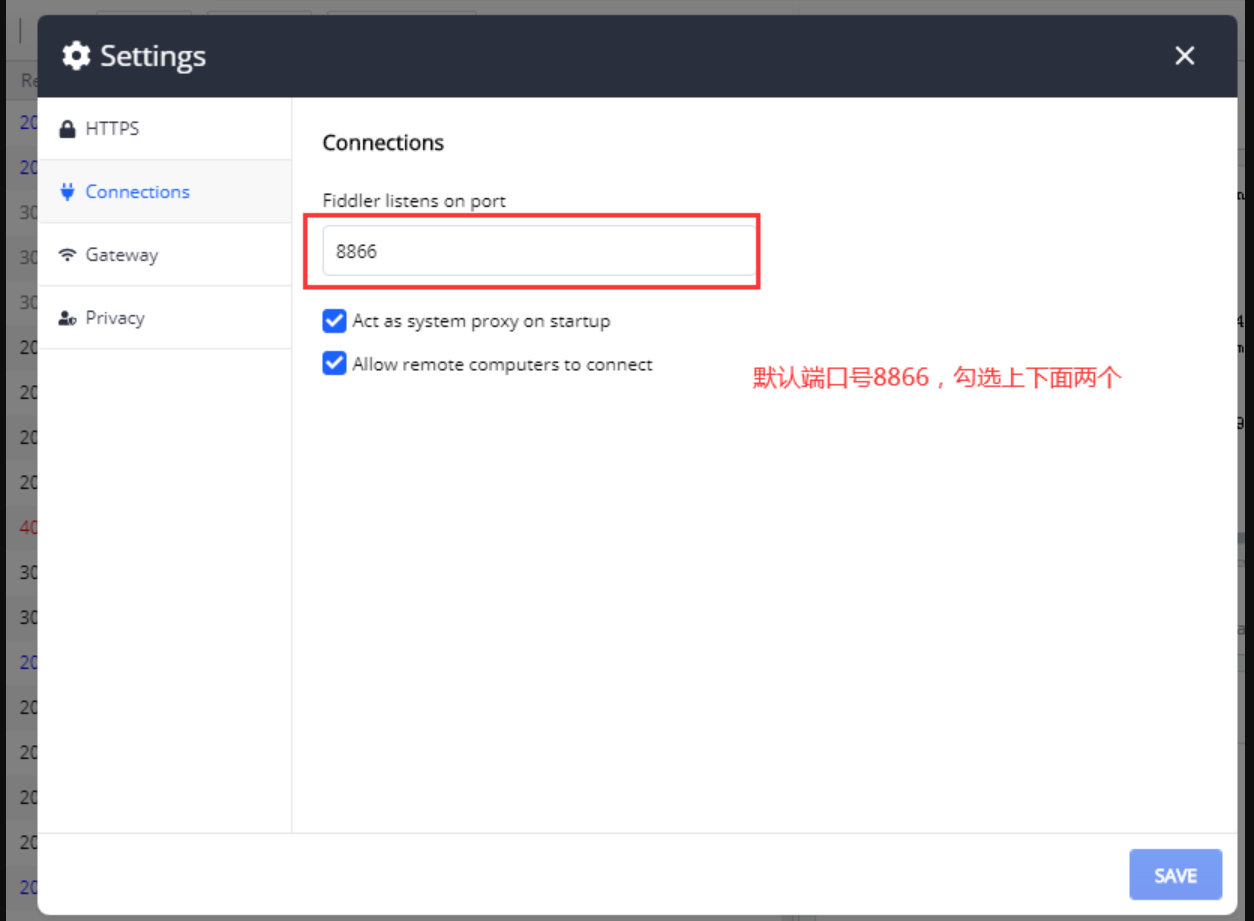 Settings
HTTPS
Connections
Gateway
Privacy
Connections
Fiddler listens on port
8866
Act as system proxy on startup
Allow remote computers to connect
默认端口号8866，勾选上下面两个
SAVE